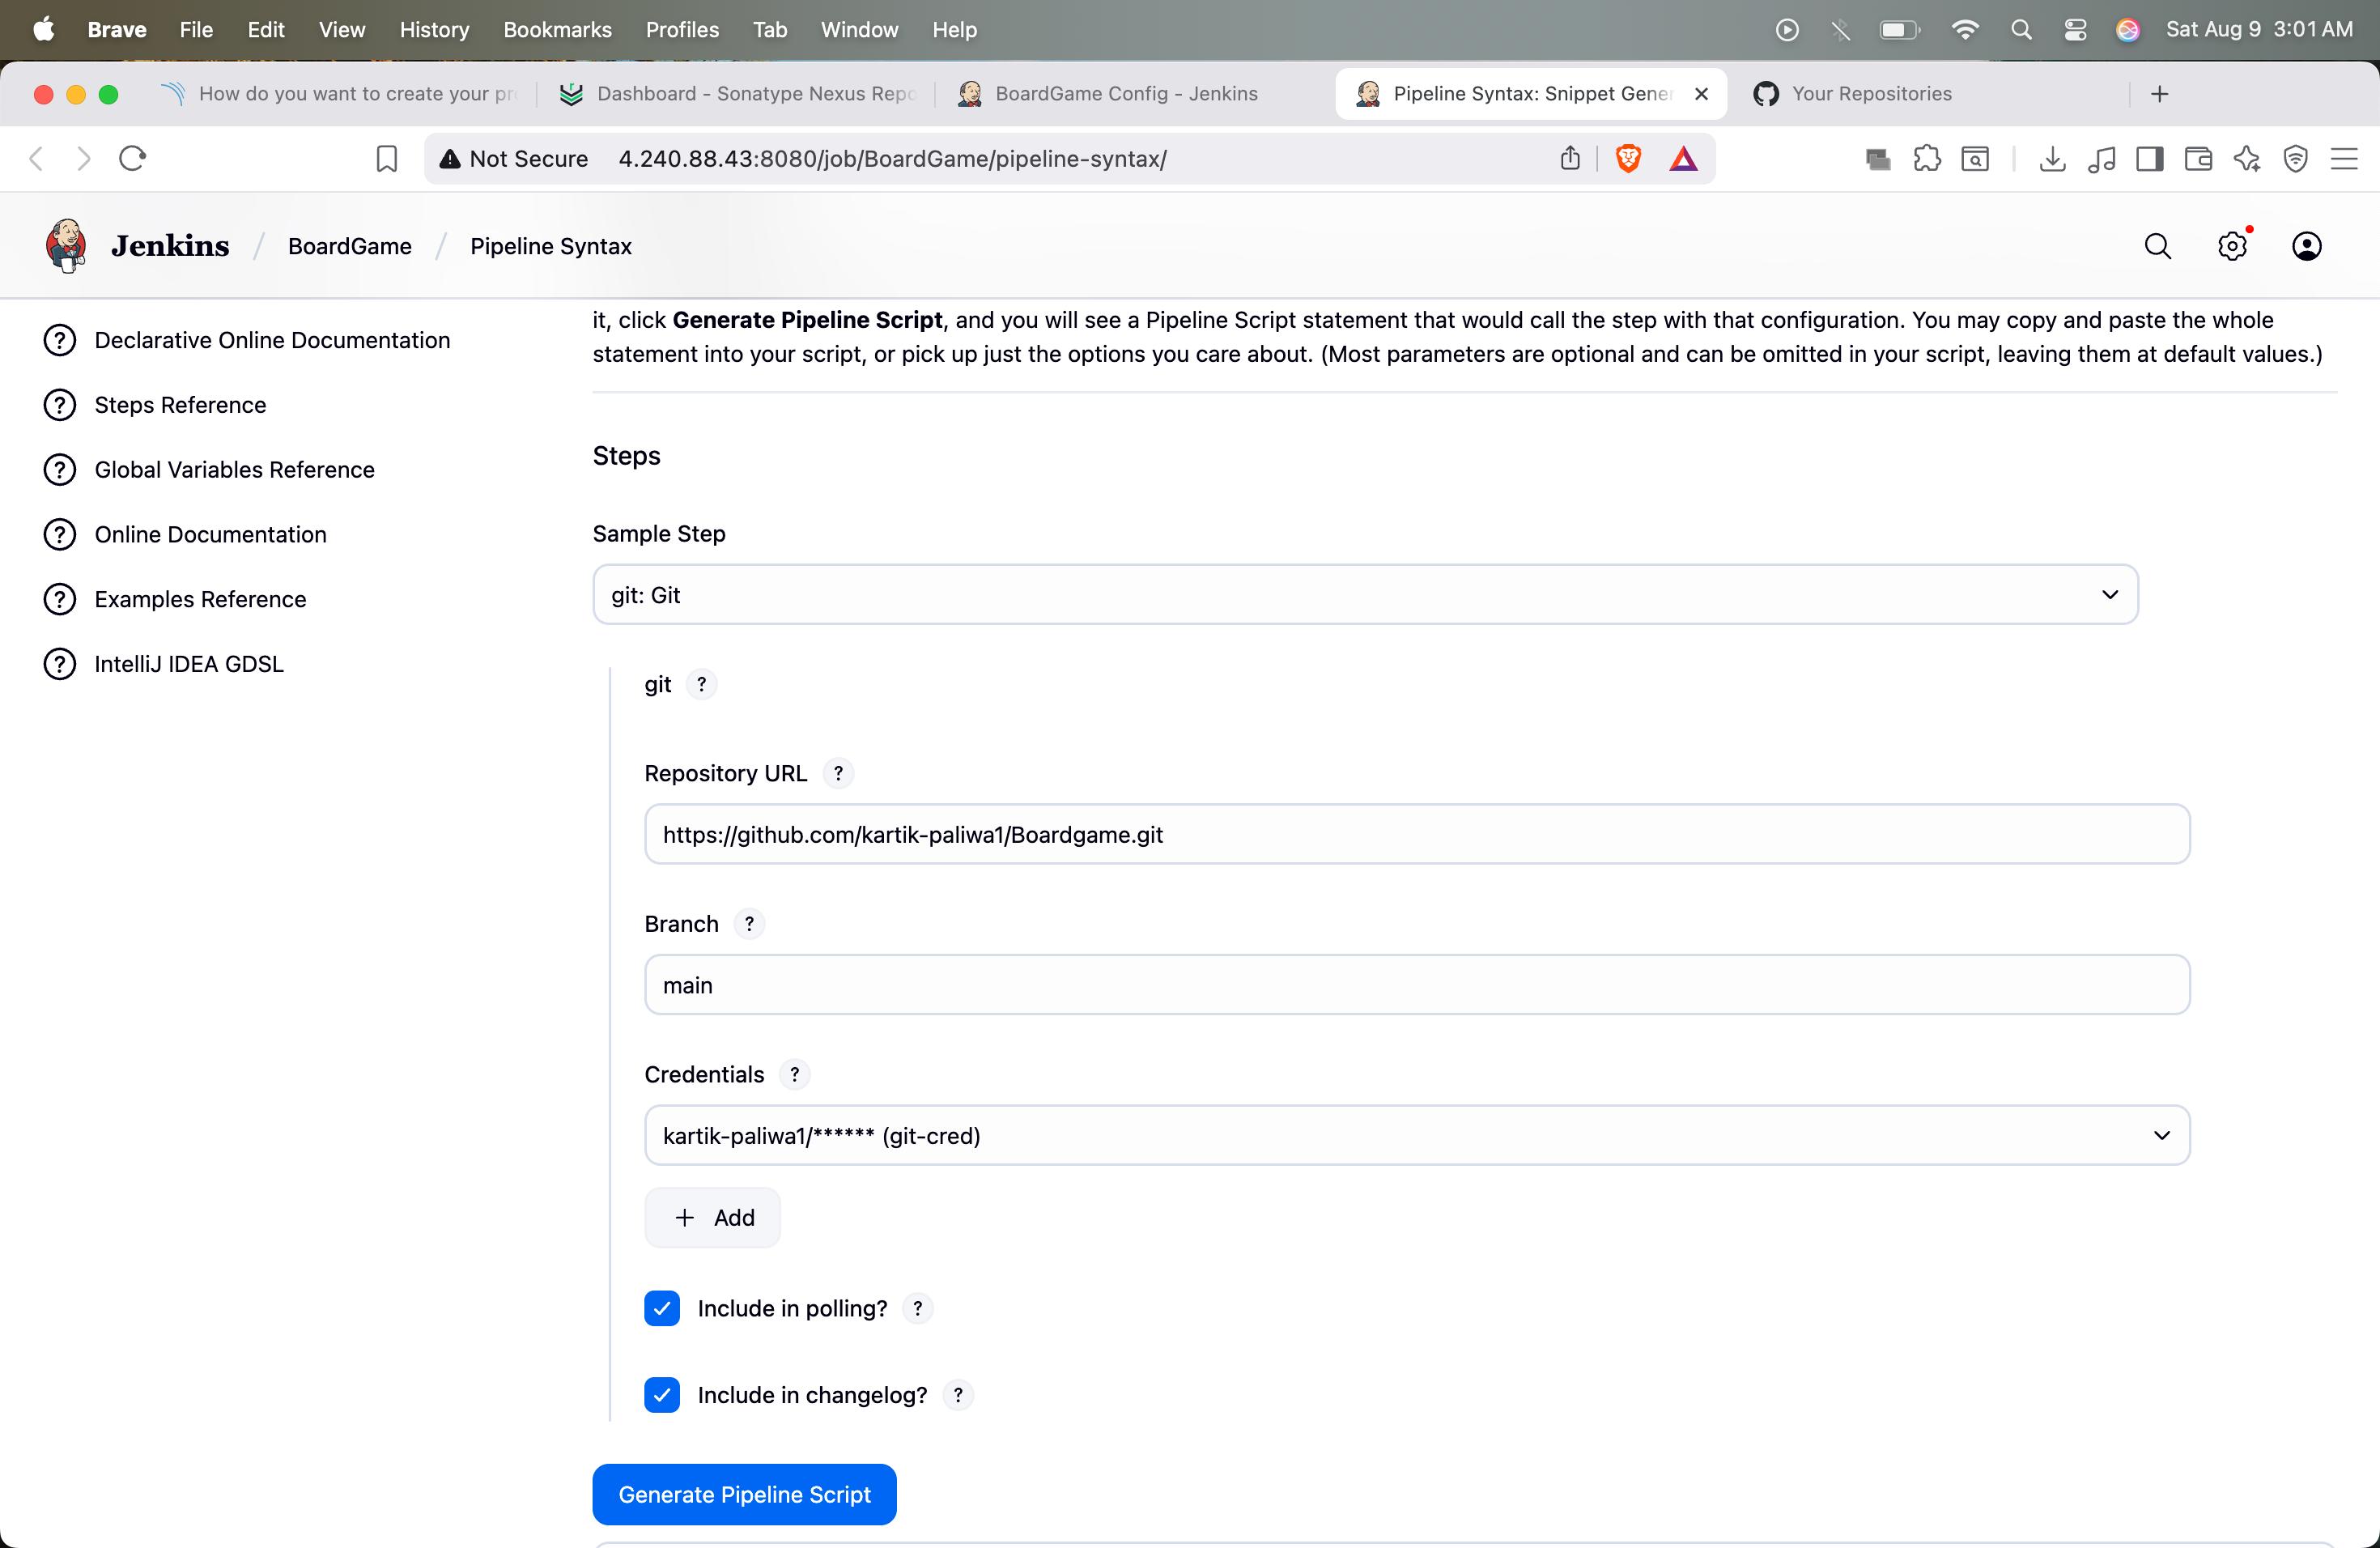 Brave File Edit View History Bookmarks Profiles Tab Window Help Sat Aug 9 3:01 AM
How do you want to create your pr Dashboard - Sonatype Nexus Repo BoardGame Config - Jenkins Pipeline Syntax: Snippet Gener Your Repositories
Not Secure 4.240.88.43:8080/job/BoardGame/pipeline-syntax/
Jenkins / BoardGame / Pipeline Syntax
Declarative Online Documentation
Steps Reference
Global Variables Reference
Online Documentation
Examples Reference
IntelliJ IDEA GDSL
it, click Generate Pipeline Script, and you will see a Pipeline Script statement that would call the step with that configuration. You may copy and paste the whole
statement into your script, or pick up just the options you care about. (Most parameters are optional and can be omitted in your script, leaving them at default values.)
Steps
Sample Step
git: Git
git ?
Repository URL ?
https://github.com/kartik-paliwa1/Boardgame.git
Branch ?
main
Credentials ?
kartik-paliwa1/****** (git-cred)
+ Add
Include in polling? ?
Include in changelog? ?
Generate Pipeline Script